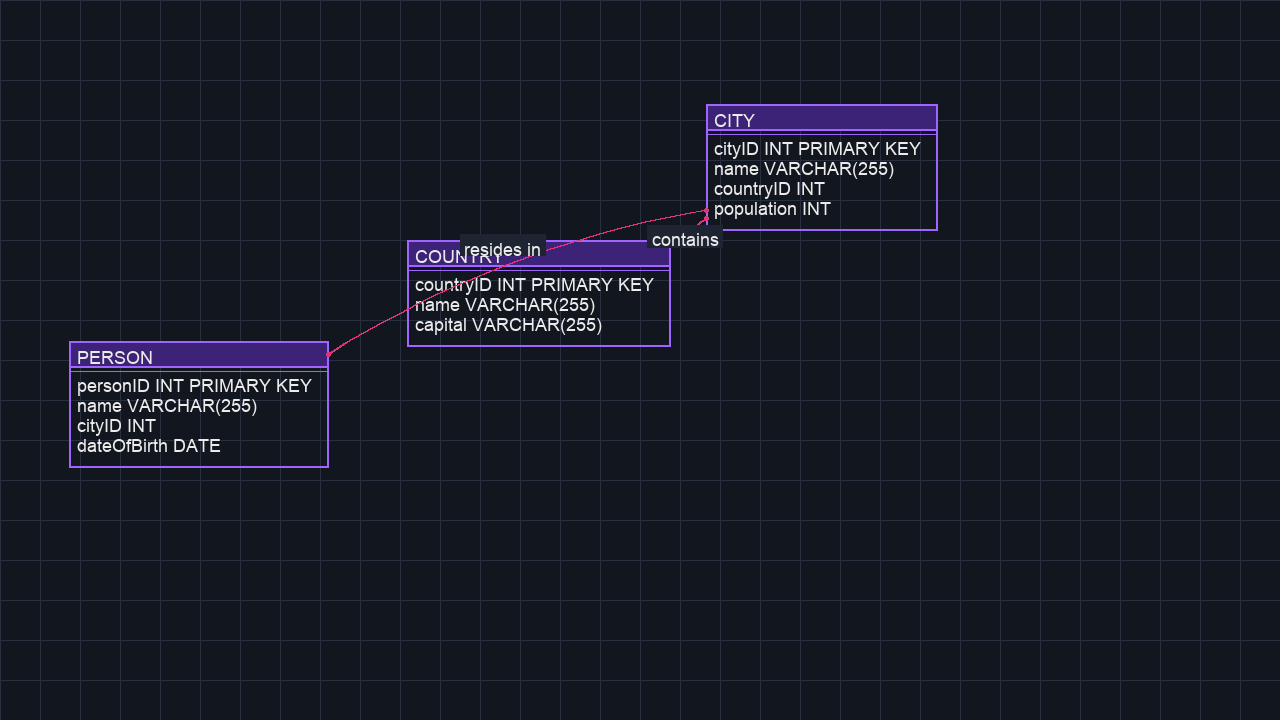 CITY
cityID INT PRIMARY KEY
name VARCHAR(255)
countryID INT
population INT
contains
resides in
COUNTRY
countryID INT PRIMARY KEY
name VARCHAR(255)
capital VARCHAR(255)
PERSON
personID INT PRIMARY KEY
name VARCHAR(255)
cityID INT
dateOfBirth DATE